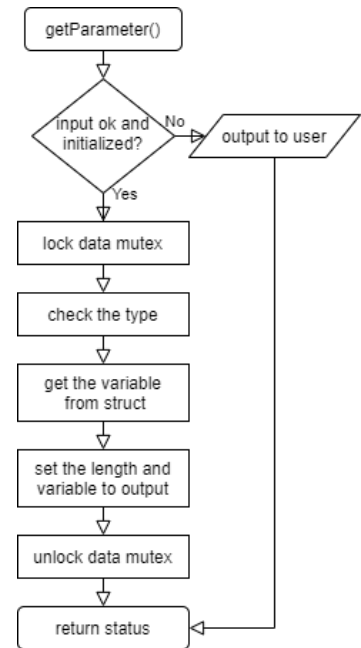 getParameter()
input ok and
initialized?
No
output to user
Yes
lock data mutex
check the type
get the variable
from struct
set the length and
variable to output
unlock data mutex
return status